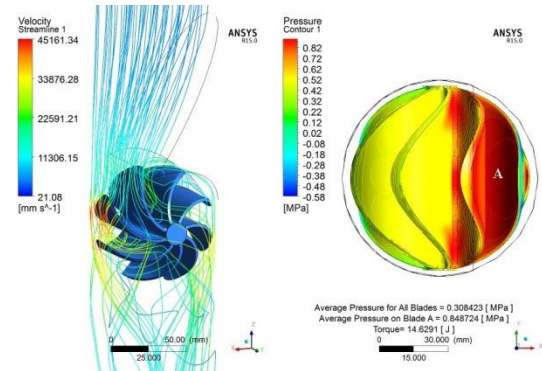 Velocity
Streamline 1
45161.34
33876.28
22591.21
11306.15
21.08
[mm s^-1]
ANSYS
R15.0
0
50.00 (mm)
25.000
Z
X
Y
Pressure
Contour 1
0.82
0.72
0.62
0.52
0.42
0.32
0.22
0.12
0.02
-0.08
-0.18
-0.28
-0.38
-0.48
-0.58
[MPa]
ANSYS
R15.0
A
Average Pressure for All Blades = 0.308423 [ MPa ]
Average Pressure on Blade A = 0.848724 [ MPa ]
Torque= 14.6291 [ J ]
0
30.000 (mm)
15.000
Y
Z
X